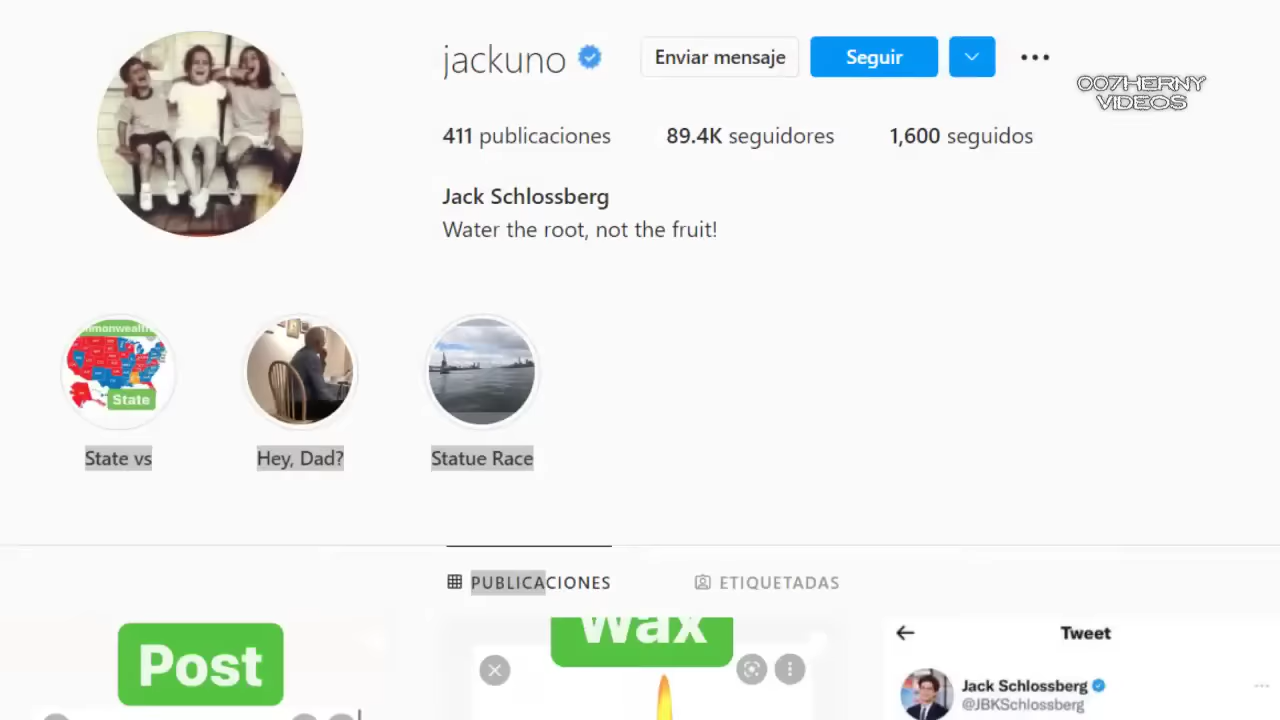 jackuno
Enviar mensaje
Seguir
007HERNY
VIDEOS
411 publicaciones
89.4K seguidores
1,600 seguidos
Jack Schlossberg
Water the root, not the fruit!
State
State vs
Hey, Dad?
Statue Race
PUBLICACIONES
ETIQUETADAS
Post
Wax
Tweet
Jack Schlossberg
@JBKSchlossberg